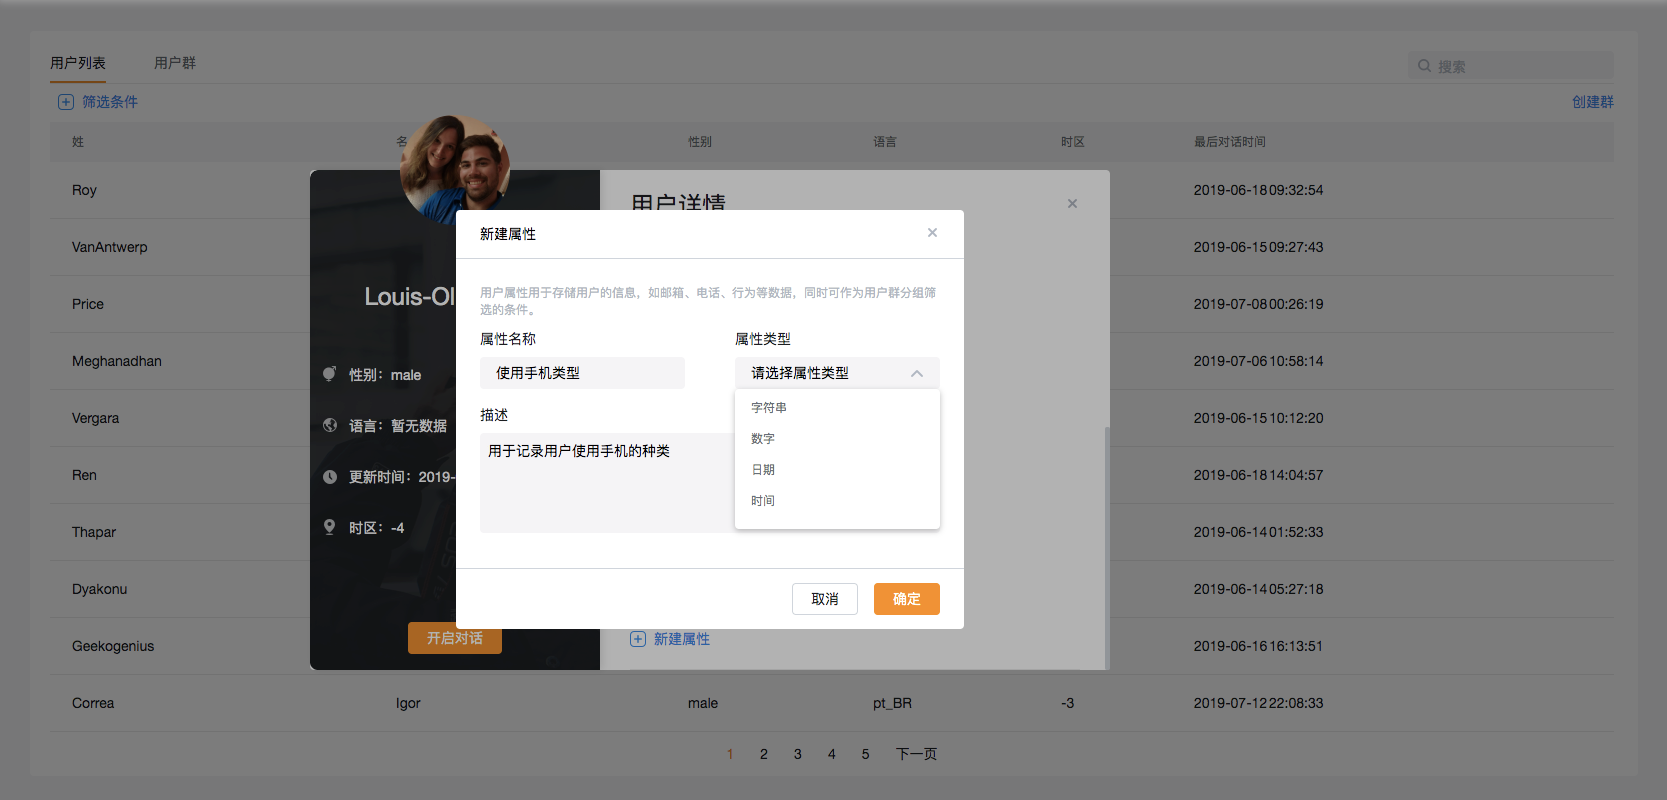 用户列表
用户群
搜索
筛选条件
创建群
姓
名
性别
语言
时区
最后对话时间
Roy
2019-06-18 09:32:54
VanAntwerp
2019-06-15 09:27:43
Price
2019-07-08 00:26:19
Meghanadhan
2019-07-06 10:58:14
Vergara
2019-06-15 10:12:20
Ren
2019-06-18 14:04:57
Thapar
2019-06-14 01:52:33
Dyakonu
2019-06-14 05:27:18
Geekogenius
2019-06-16 16:13:51
Correa
Igor
male
pt_BR
-3
2019-07-12 22:08:33
1
2
3
4
5
下一页
Louis-Ol
性别：male
语言：暂无数据
更新时间：2019-
时区：-4
开启对话
用户详情
新建属性
新建属性
用户属性用于存储用户的信息，如邮箱、电话、行为等数据，同时可作为用户群分组筛
选的条件。
属性名称
属性类型
使用手机类型
请选择属性类型
描述
用于记录用户使用手机的种类
字符串
数字
日期
时间
取消
确定